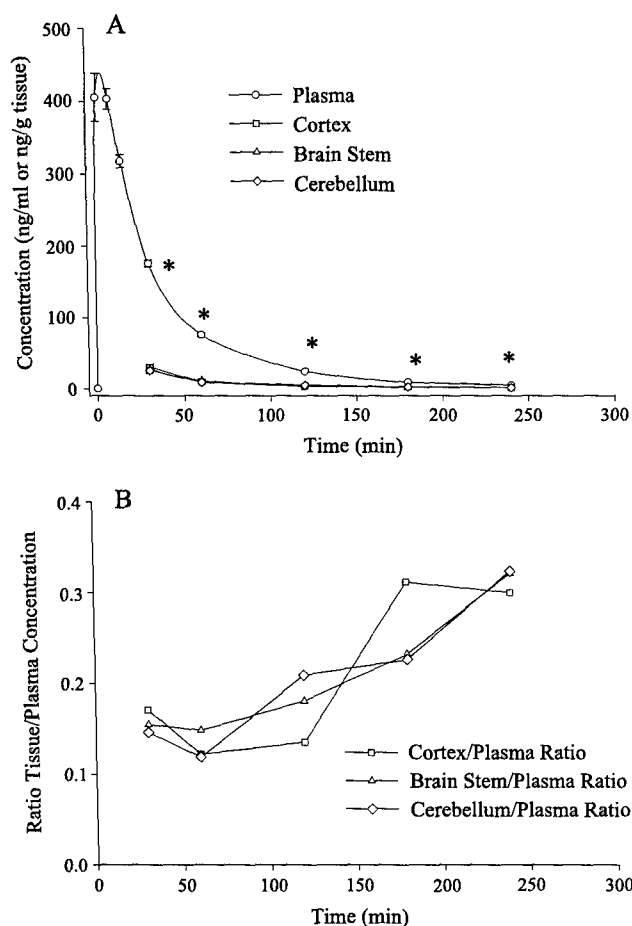 A
500
400
300
200
100
0
Concentration (ng/ml or ng/g tissue)
Plasma
Cortex
Brain Stem
Cerebellum
*
*
*
*
*
0 50 100 150 200 250 300
Time (min)
B
0.4
0.3
0.2
0.1
0.0
Ratio Tissue/Plasma Concentration
Cortex/Plasma Ratio
Brain Stem/Plasma Ratio
Cerebellum/Plasma Ratio
0 50 100 150 200 250 300
Time (min)